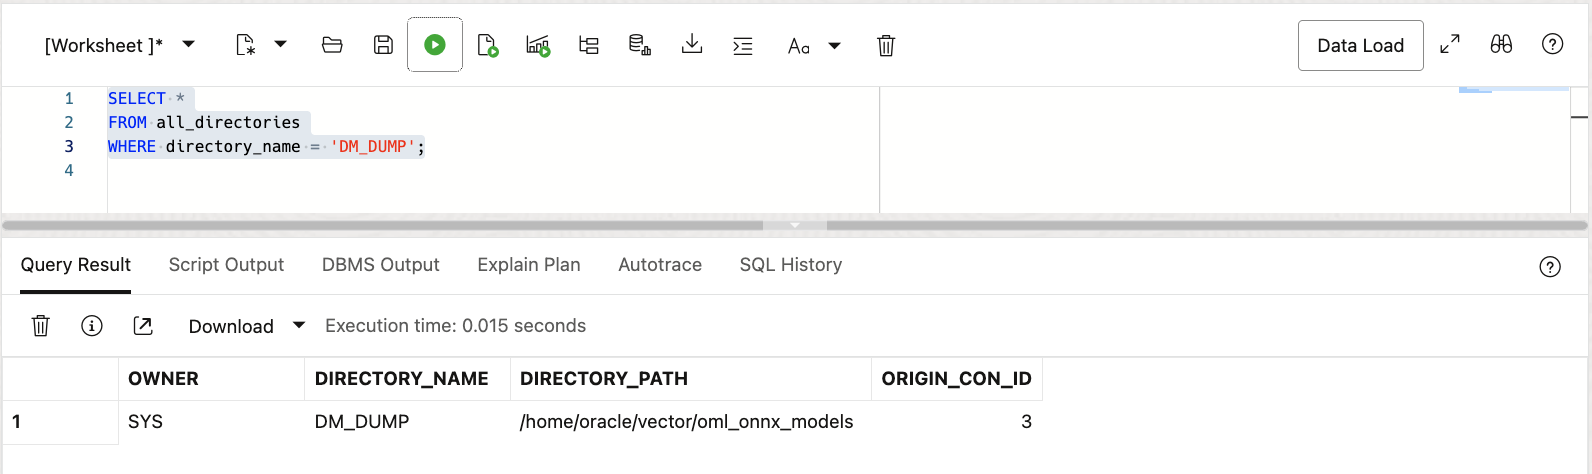 [Worksheet ]*
Aa
Data Load
1 SELECT *
2 FROM all_directories
3 WHERE directory_name = 'DM_DUMP';
4
Query Result Script Output DBMS Output Explain Plan Autotrace SQL History
Download Execution time: 0.015 seconds
OWNER DIRECTORY_NAME DIRECTORY_PATH ORIGIN_CON_ID
1 SYS DM_DUMP /home/oracle/vector/oml_onnx_models 3